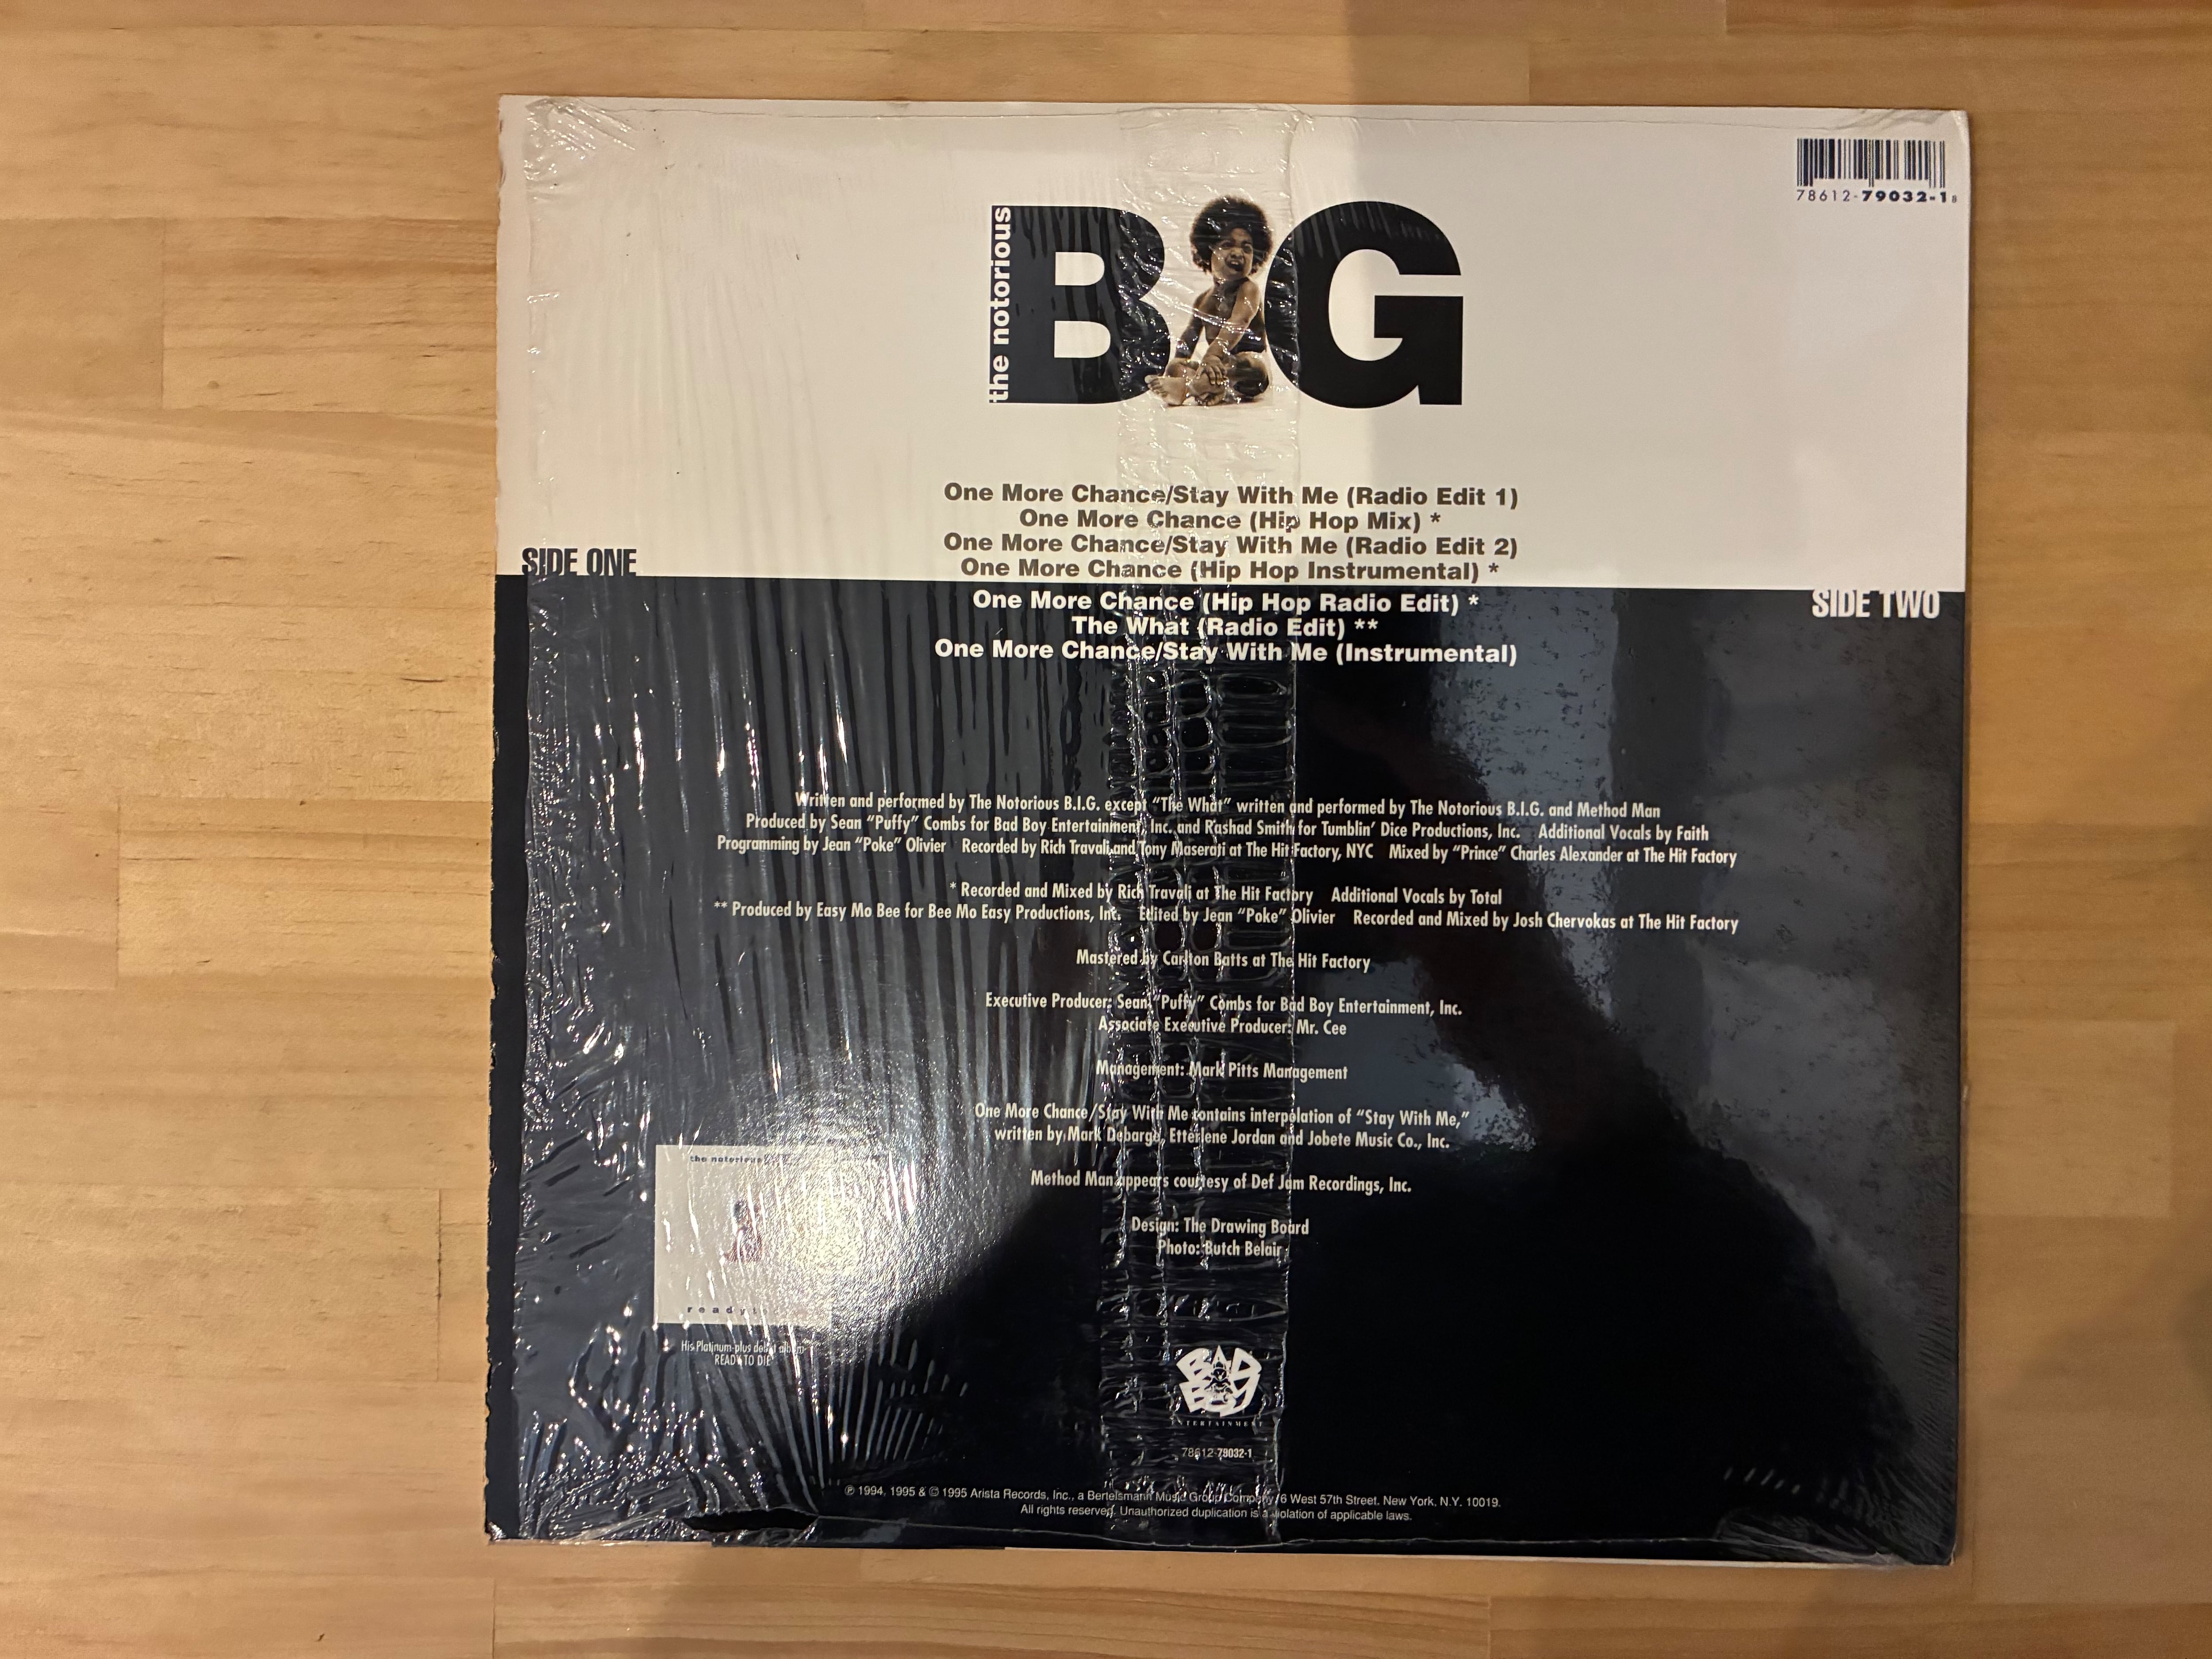 78612-79032-1 8
the notorious
BIG
One More Chance/Stay With Me (Radio Edit 1)
One More Chance (Hip Hop Mix) *
One More Chance/Stay With Me (Radio Edit 2)
One More Chance (Hip Hop Instrumental) *
SIDE ONE
SIDE TWO
One More Chance (Hip Hop Radio Edit) *
The What (Radio Edit) **
One More Chance/Stay With Me (Instrumental)
Written and performed by The Notorious B.I.G. except “The What” written and performed by The Notorious B.I.G. and Method Man
Produced by Sean “Puffy” Combs for Bad Boy Entertainment, Inc. and Rashad Smith for Tumblin’ Dice Productions, Inc. Additional Vocals by Faith
Programming by Jean “Poke” Olivier Recorded by Rich Travali and Tony Maserati at The Hit Factory, NYC Mixed by “Prince” Charles Alexander at The Hit Factory
* Recorded and Mixed by Rich Travali at The Hit Factory Additional Vocals by Total
** Produced by Easy Mo Bee for Bee Mo Easy Productions, Inc. Edited by Jean “Poke” Olivier Recorded and Mixed by Josh Chervokas at The Hit Factory
Mastered by Carlton Batts at The Hit Factory
Executive Producer: Sean “Puffy” Combs for Bad Boy Entertainment, Inc.
Associate Executive Producer: Mr. Cee
Management: Mark Pitts Management
One More Chance/Stay With Me contains interpolation of “Stay With Me,”
written by Mark Debarge, Etterlene Jordan and Jobete Music Co., Inc.
Method Man appears courtesy of Def Jam Recordings, Inc.
Design: The Drawing Board
Photo: Butch Belair
the notorious
ready
His Platinum-plus debut album
READY TO DIE
BAD BOY
ENTERTAINMENT
78612-79032-1
℗ 1994, 1995 & © 1995 Arista Records, Inc., a Bertelsmann Music Group Company/6 West 57th Street. New York, N.Y. 10019.
All rights reserved. Unauthorized duplication is a violation of applicable laws.